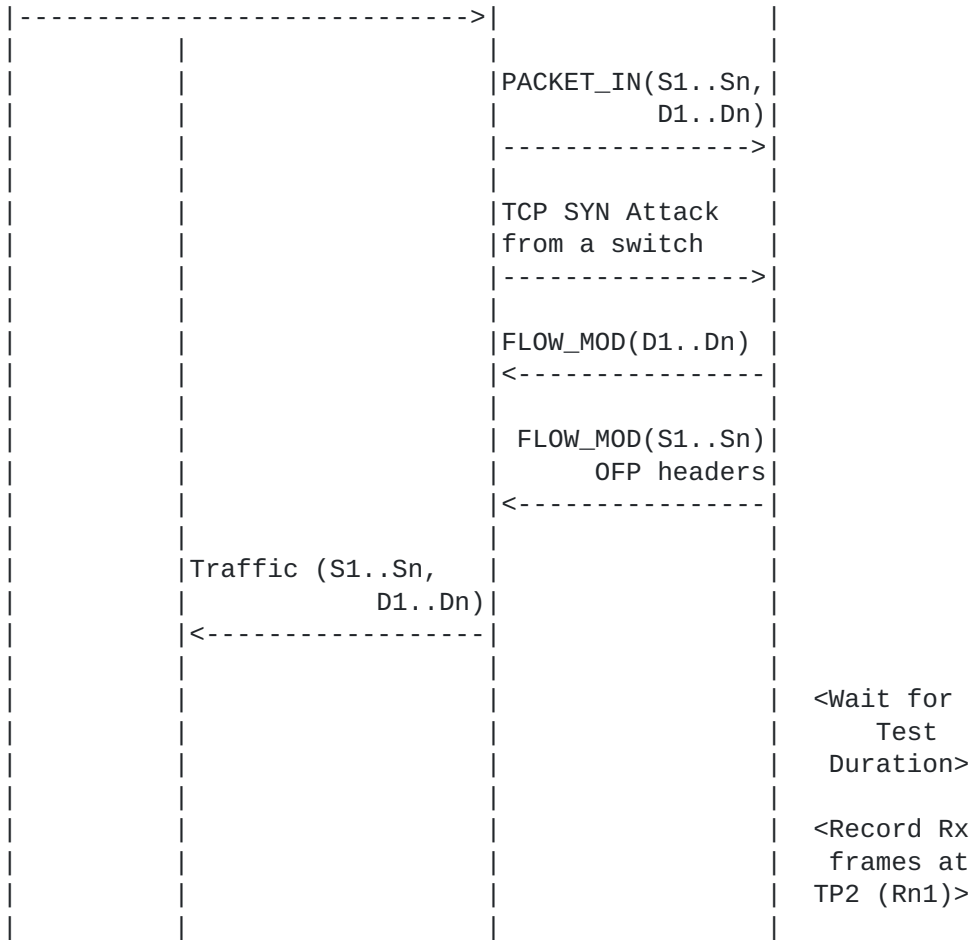 |----------------------------->|                 |
|          |                   |                 |
|          |                   |PACKET_IN(S1..Sn,|
|          |                   |          D1..Dn)|
|          |                   |---------------->|
|          |                   |                 |
|          |                   |TCP SYN Attack   |
|          |                   |from a switch    |
|          |                   |---------------->|
|          |                   |                 |
|          |                   |FLOW_MOD(D1..Dn) |
|          |                   |<----------------|
|          |                   |                 |
|          |                   | FLOW_MOD(S1..Sn)|
|          |                   |      OFP headers|
|          |                   |<----------------|
|          |                   |                 |
|          |Traffic (S1..Sn,   |                 |
|          |            D1..Dn)|                 |
|          |<------------------|                 |
|          |                   |                 |
|          |                   |                 |  <Wait for
|          |                   |                 |      Test
|          |                   |                 |   Duration>
|          |                   |                 |
|          |                   |                 |  <Record Rx
|          |                   |                 |   frames at
|          |                   |                 |  TP2 (Rn1)>
|          |                   |                 |